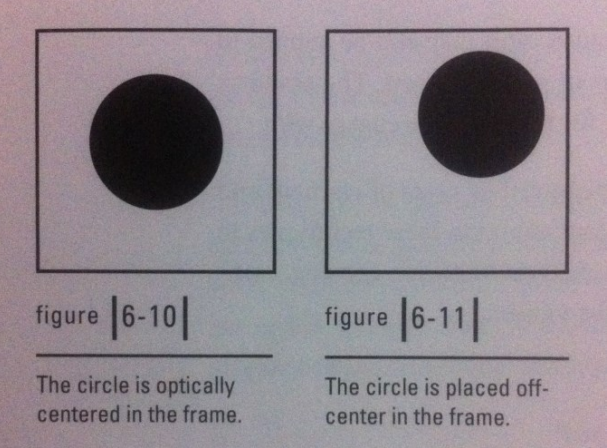 figure |6-10|
The circle is optically
centered in the frame.
figure |6-11|
The circle is placed off-
center in the frame.